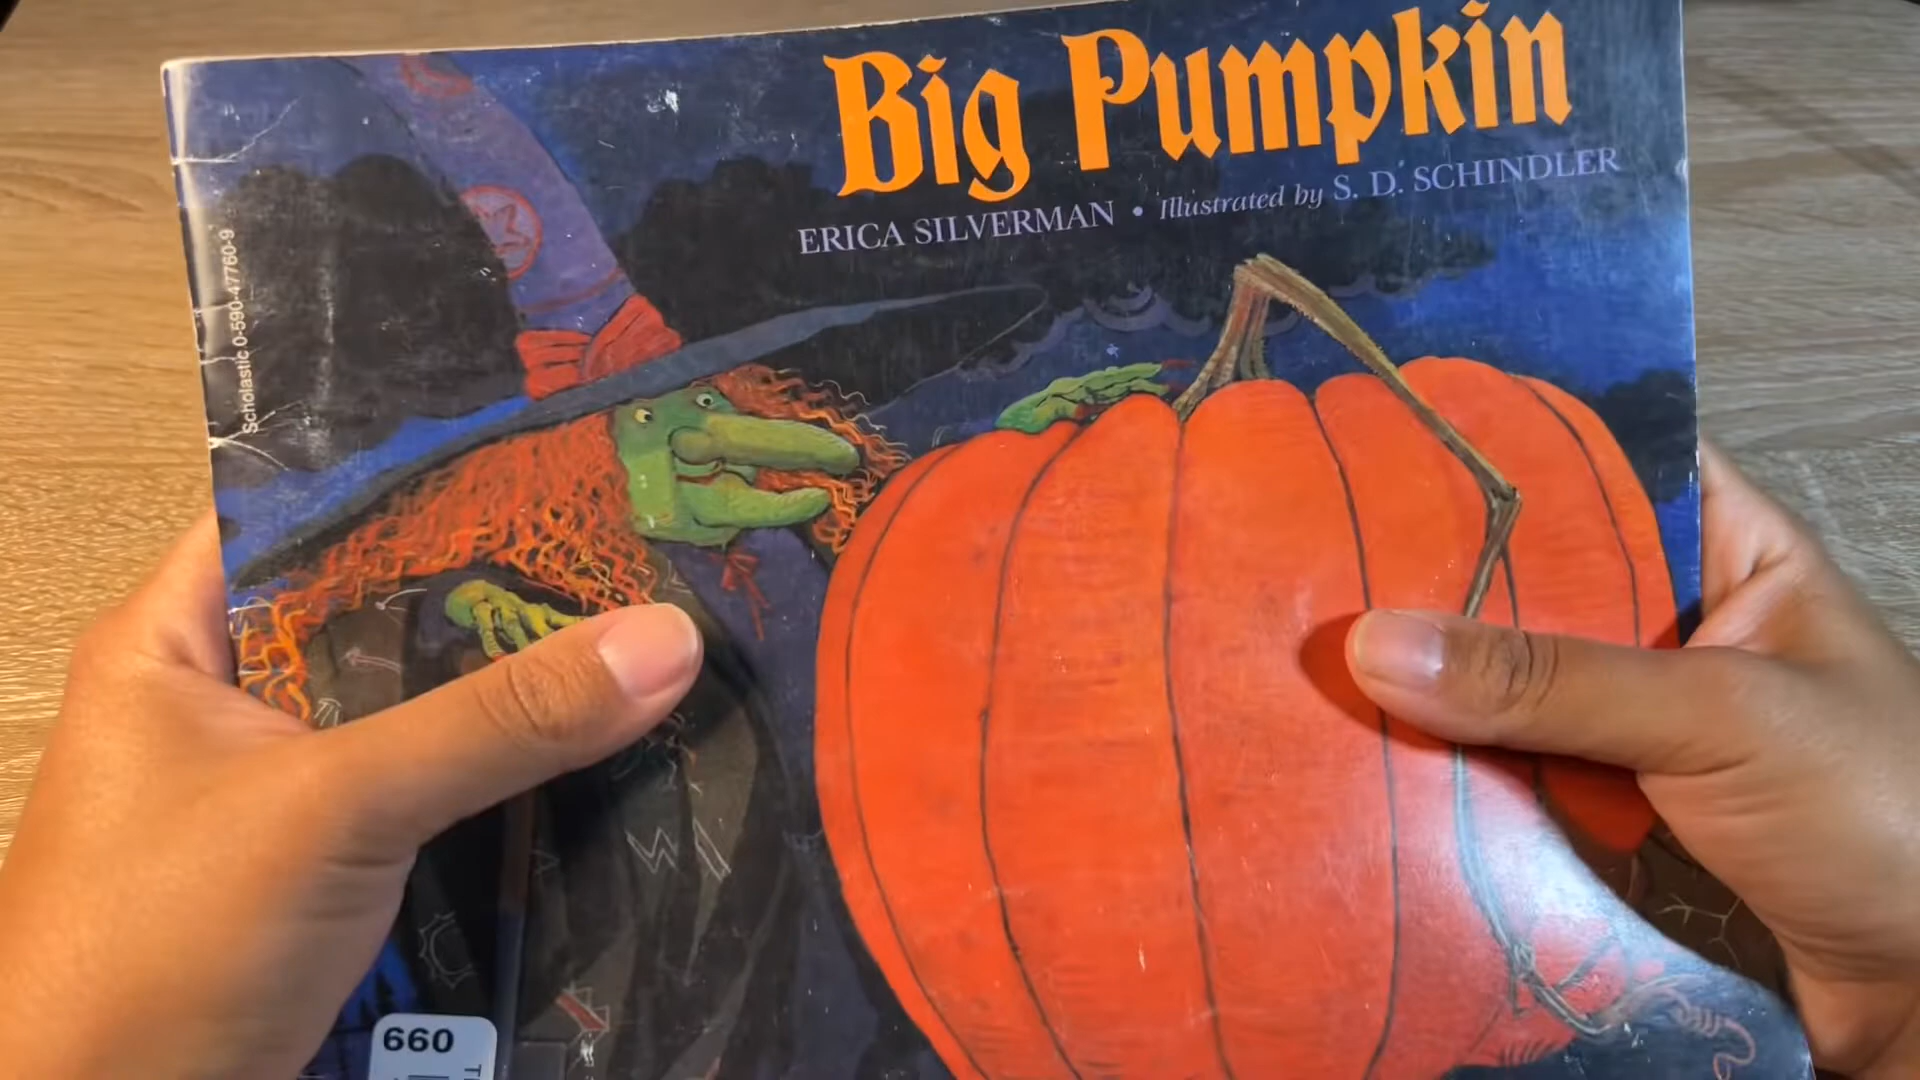 Big Pumpkin
ERICA SILVERMAN • Illustrated by S. D. SCHINDLER
Scholastic 0-590-47760-9
660